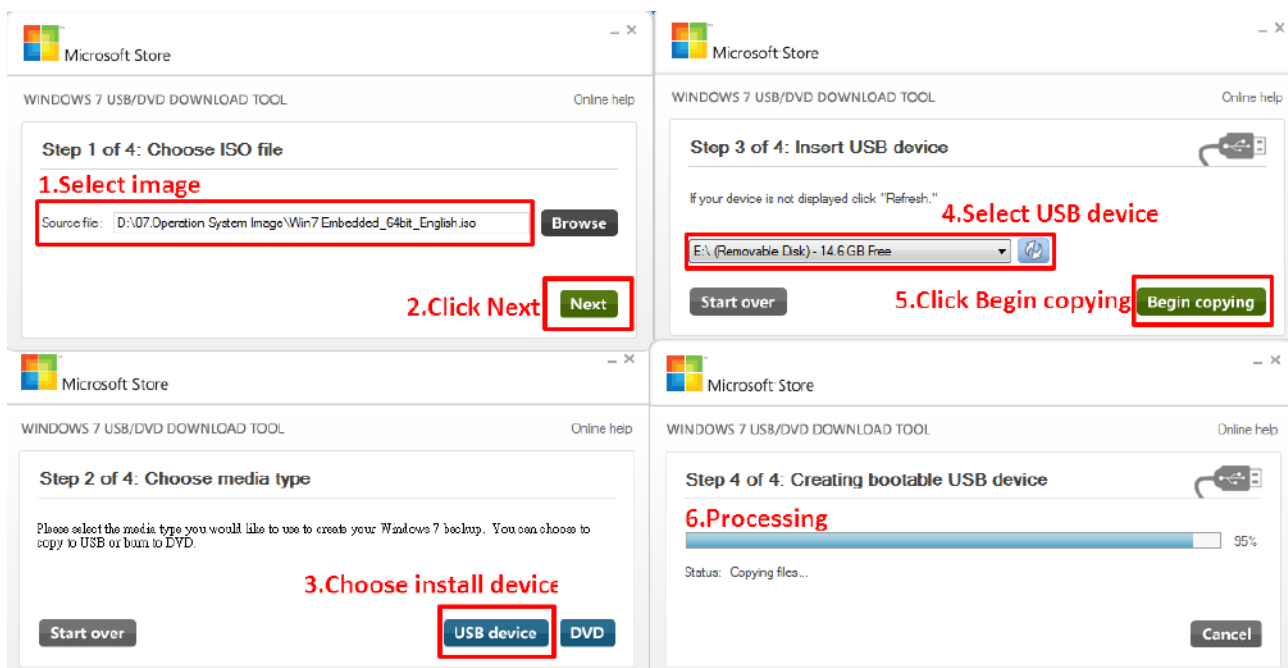 Microsoft Store
WINDOWS 7 USB/DVD DOWNLOAD TOOL
Online help
Step 1 of 4: Choose ISO file
1.Select image
Source file: D:\07.Operation System Image\Win7 Embedded_64bit_English.iso
Browse
2.Click Next
Next
Microsoft Store
WINDOWS 7 USB/DVD DOWNLOAD TOOL
Online help
Step 2 of 4: Choose media type
Please select the media type you would like to use to create your Windows 7 backup. You can choose to
copy to USB or burn to DVD.
3.Choose install device
Start over
USB device
DVD
Microsoft Store
WINDOWS 7 USB/DVD DOWNLOAD TOOL
Online help
Step 3 of 4: Insert USB device
If your device is not displayed click "Refresh."
4.Select USB device
E:\ (Removable Disk) - 14.6 GB Free
Start over
5.Click Begin copying
Begin copying
Microsoft Store
WINDOWS 7 USB/DVD DOWNLOAD TOOL
Online help
Step 4 of 4: Creating bootable USB device
6.Processing
95%
Status: Copying files...
Cancel